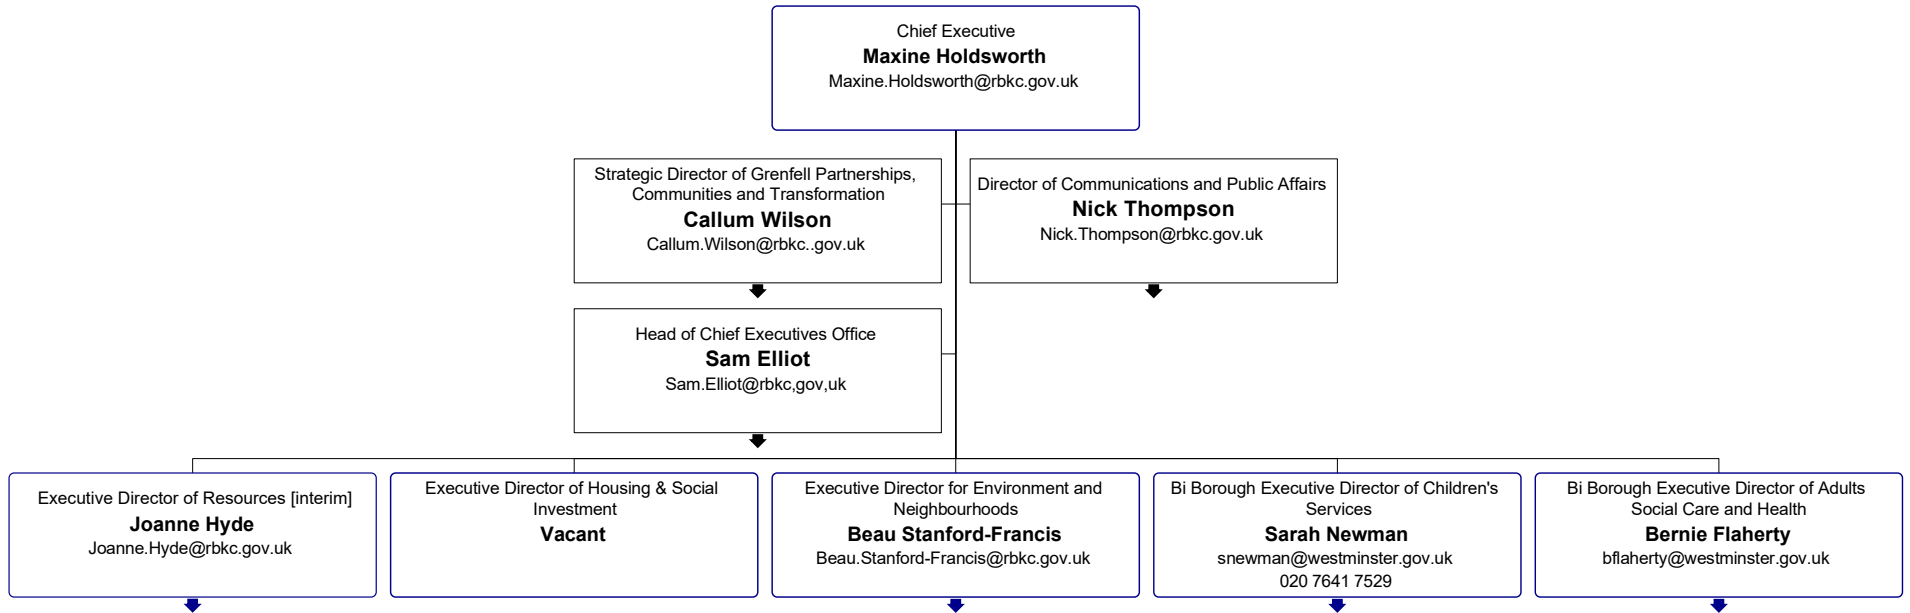 Chief Executive
Maxine Holdsworth
Maxine.Holdsworth@rbkc.gov.uk
Strategic Director of Grenfell Partnerships,
Communities and Transformation
Callum Wilson
Callum.Wilson@rbkc..gov.uk
Director of Communications and Public Affairs
Nick Thompson
Nick.Thompson@rbkc.gov.uk
Head of Chief Executives Office
Sam Elliot
Sam.Elliot@rbkc,gov,uk
Executive Director of Resources [interim]
Joanne Hyde
Joanne.Hyde@rbkc.gov.uk
Executive Director of Housing & Social
Investment
Vacant
Executive Director for Environment and
Neighbourhoods
Beau Stanford-Francis
Beau.Stanford-Francis@rbkc.gov.uk
Bi Borough Executive Director of Children's
Services
Sarah Newman
snewman@westminster.gov.uk
020 7641 7529
Bi Borough Executive Director of Adults
Social Care and Health
Bernie Flaherty
bflaherty@westminster.gov.uk